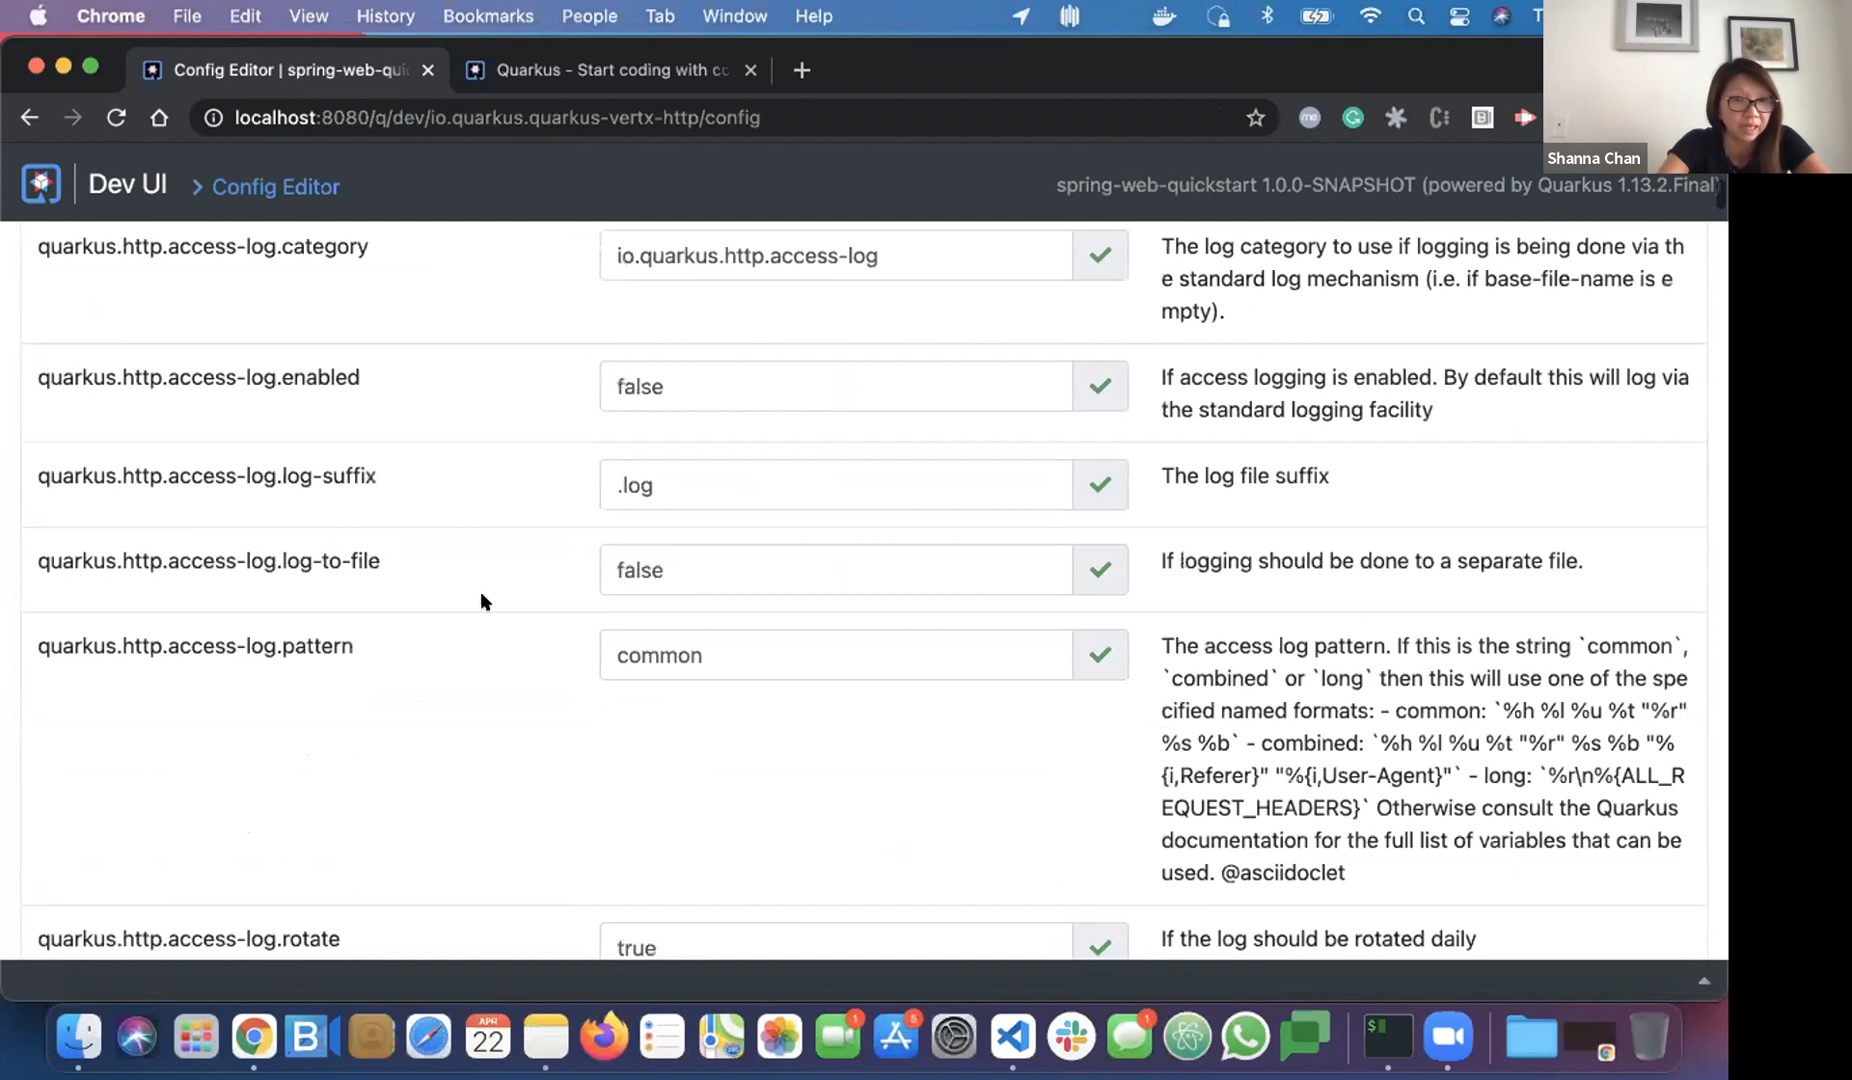 Chrome File Edit View History Bookmarks People Tab Window Help
Config Editor | spring-web-qui
Quarkus - Start coding with co
localhost:8080/q/dev/io.quarkus.quarkus-vertx-http/config
Shanna Chan
Dev UI
Config Editor
spring-web-quickstart 1.0.0-SNAPSHOT (powered by Quarkus 1.13.2.Final)
quarkus.http.access-log.category
io.quarkus.http.access-log
The log category to use if logging is being done via th
e standard log mechanism (i.e. if base-file-name is e
mpty).
quarkus.http.access-log.enabled
false
If access logging is enabled. By default this will log via
the standard logging facility
quarkus.http.access-log.log-suffix
.log
The log file suffix
quarkus.http.access-log.log-to-file
false
If logging should be done to a separate file.
quarkus.http.access-log.pattern
common
The access log pattern. If this is the string `common`,
`combined` or `long` then this will use one of the spe
cified named formats: - common: `%h %l %u %t "%r"
%s %b` - combined: `%h %l %u %t "%r" %s %b "%
{i,Referer}" "%{i,User-Agent}"` - long: `%r\n%{ALL_R
EQUEST_HEADERS}` Otherwise consult the Quarkus
documentation for the full list of variables that can be
used. @asciidoclet
quarkus.http.access-log.rotate
true
If the log should be rotated daily
APR
22
1
5
1